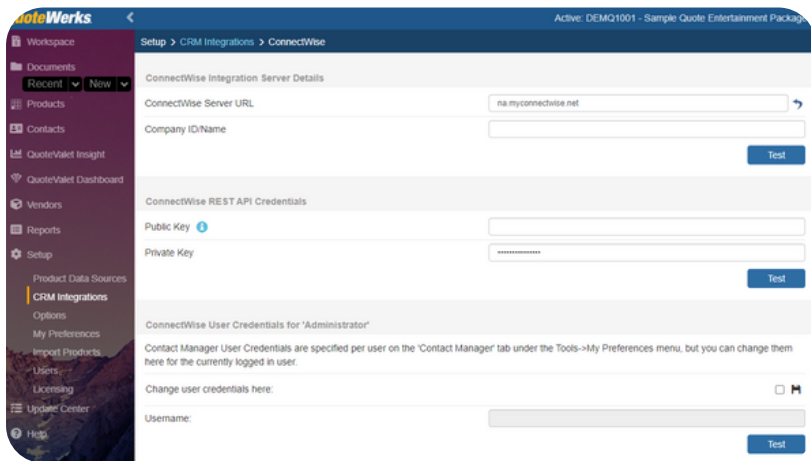 uoteWerks
Active: DEMQ1001 - Sample Quote Entertainment Package
Workspace
Documents
Recent New
Products
Contacts
QuoteValet Insight
QuoteValet Dashboard
Vendors
Reports
Setup
Product Data Sources
CRM Integrations
Options
My Preferences
Import Products
Users
Licensing
Update Center
Help
Setup > CRM Integrations > ConnectWise
ConnectWise Integration Server Details
ConnectWise Server URL
na.myconnectwise.net
Company ID/Name
Test
ConnectWise REST API Credentials
Public Key
Private Key
Test
ConnectWise User Credentials for 'Administrator'
Contact Manager User Credentials are specified per user on the 'Contact Manager' tab under the Tools->My Preferences menu, but you can change them
here for the currently logged in user.
Change user credentials here:
Username:
Test